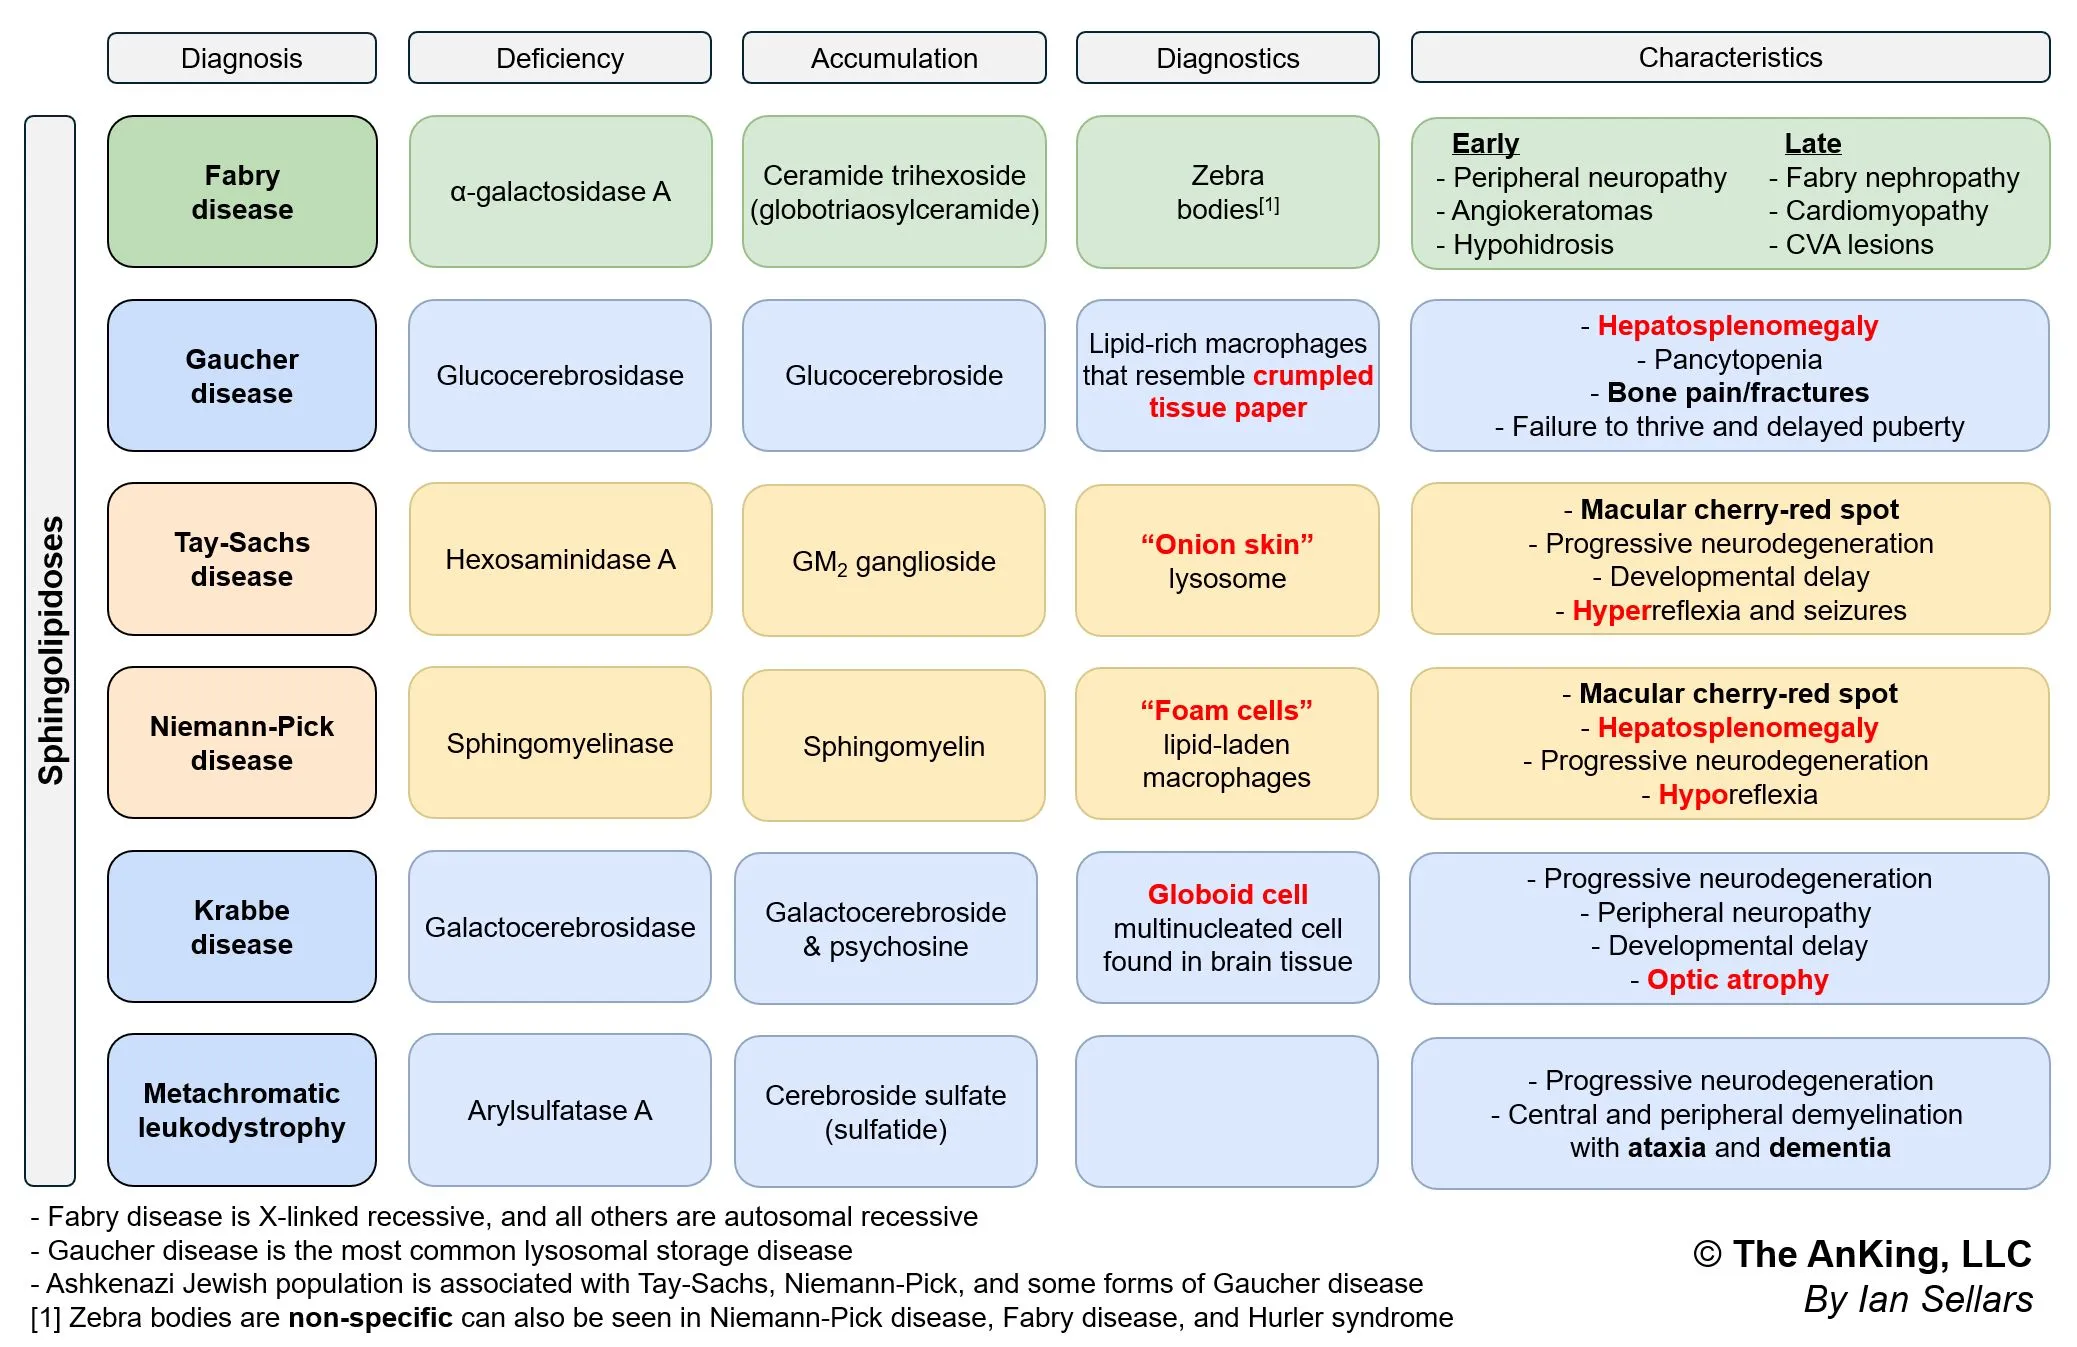 Diagnosis
Deficiency
Accumulation
Diagnostics
Characteristics
Sphingolipidoses
Fabry
disease
α-galactosidase A
Ceramide trihexoside
(globotriaosylceramide)
Zebra
bodies[1]
Early
- Peripheral neuropathy
- Angiokeratomas
- Hypohidrosis
Late
- Fabry nephropathy
- Cardiomyopathy
- CVA lesions
Gaucher
disease
Glucocerebrosidase
Glucocerebroside
Lipid-rich macrophages
that resemble crumpled
tissue paper
- Hepatosplenomegaly
- Pancytopenia
- Bone pain/fractures
- Failure to thrive and delayed puberty
Tay-Sachs
disease
Hexosaminidase A
GM2 ganglioside
“Onion skin”
lysosome
- Macular cherry-red spot
- Progressive neurodegeneration
- Developmental delay
- Hyperreflexia and seizures
Niemann-Pick
disease
Sphingomyelinase
Sphingomyelin
“Foam cells”
lipid-laden
macrophages
- Macular cherry-red spot
- Hepatosplenomegaly
- Progressive neurodegeneration
- Hyporeflexia
Krabbe
disease
Galactocerebrosidase
Galactocerebroside
& psychosine
Globoid cell
multinucleated cell
found in brain tissue
- Progressive neurodegeneration
- Peripheral neuropathy
- Developmental delay
- Optic atrophy
Metachromatic
leukodystrophy
Arylsulfatase A
Cerebroside sulfate
(sulfatide)
- Progressive neurodegeneration
- Central and peripheral demyelination
with ataxia and dementia
- Fabry disease is X-linked recessive, and all others are autosomal recessive
- Gaucher disease is the most common lysosomal storage disease
- Ashkenazi Jewish population is associated with Tay-Sachs, Niemann-Pick, and some forms of Gaucher disease
[1] Zebra bodies are non-specific can also be seen in Niemann-Pick disease, Fabry disease, and Hurler syndrome
© The AnKing, LLC
By Ian Sellars